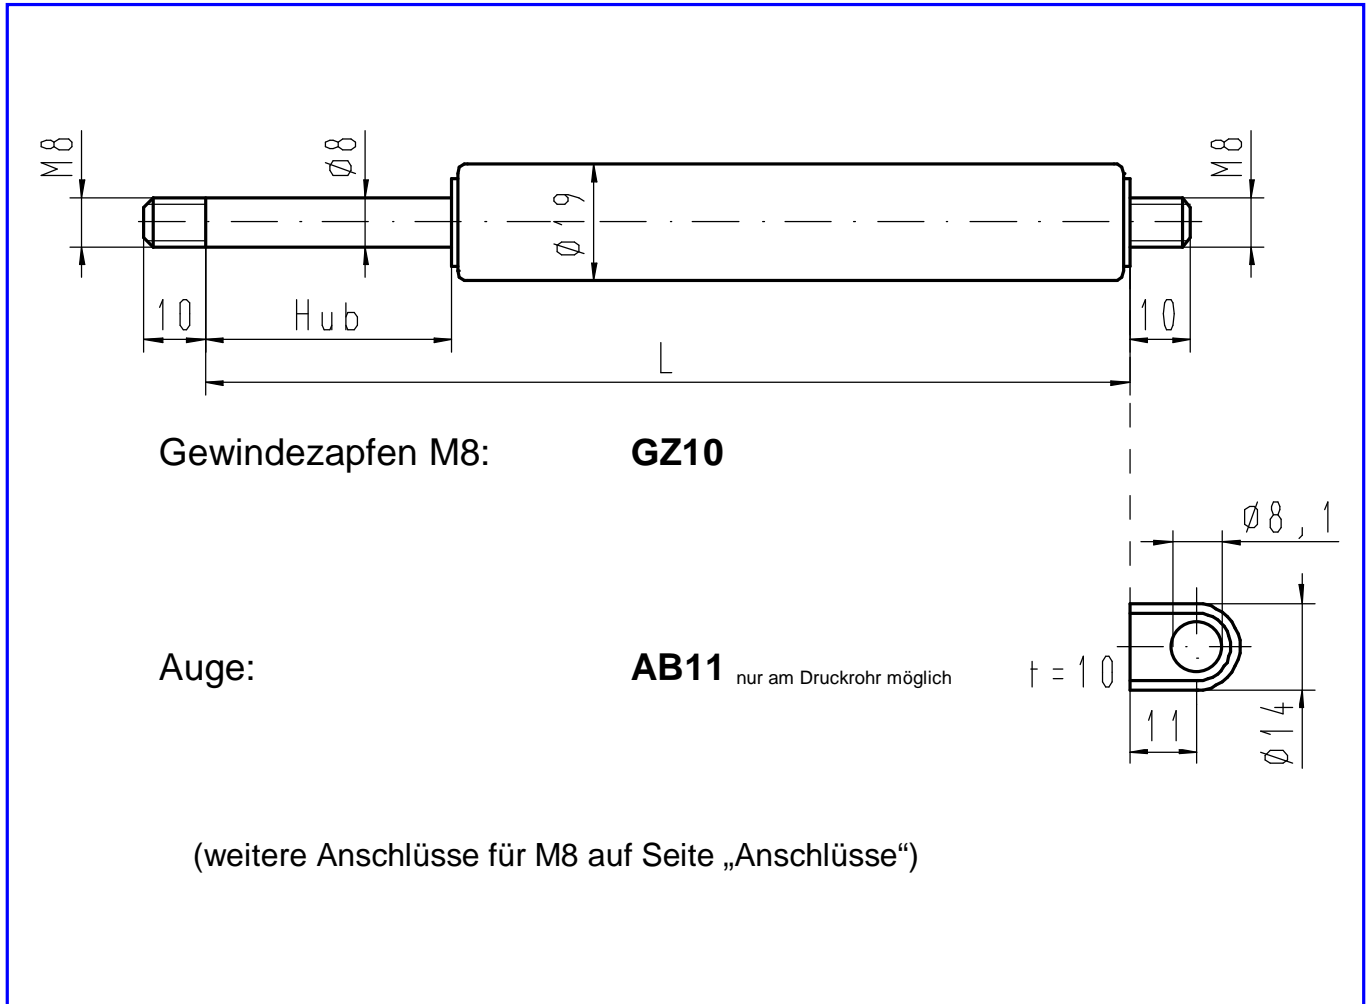 M8
Ø8
Ø19
M8
10
Hub
10
L
Gewindezapfen M8: GZ10
Ø8,1
Auge: AB11 nur am Druckrohr möglich
t=10
11
Ø14
(weitere Anschlüsse für M8 auf Seite „Anschlüsse“)